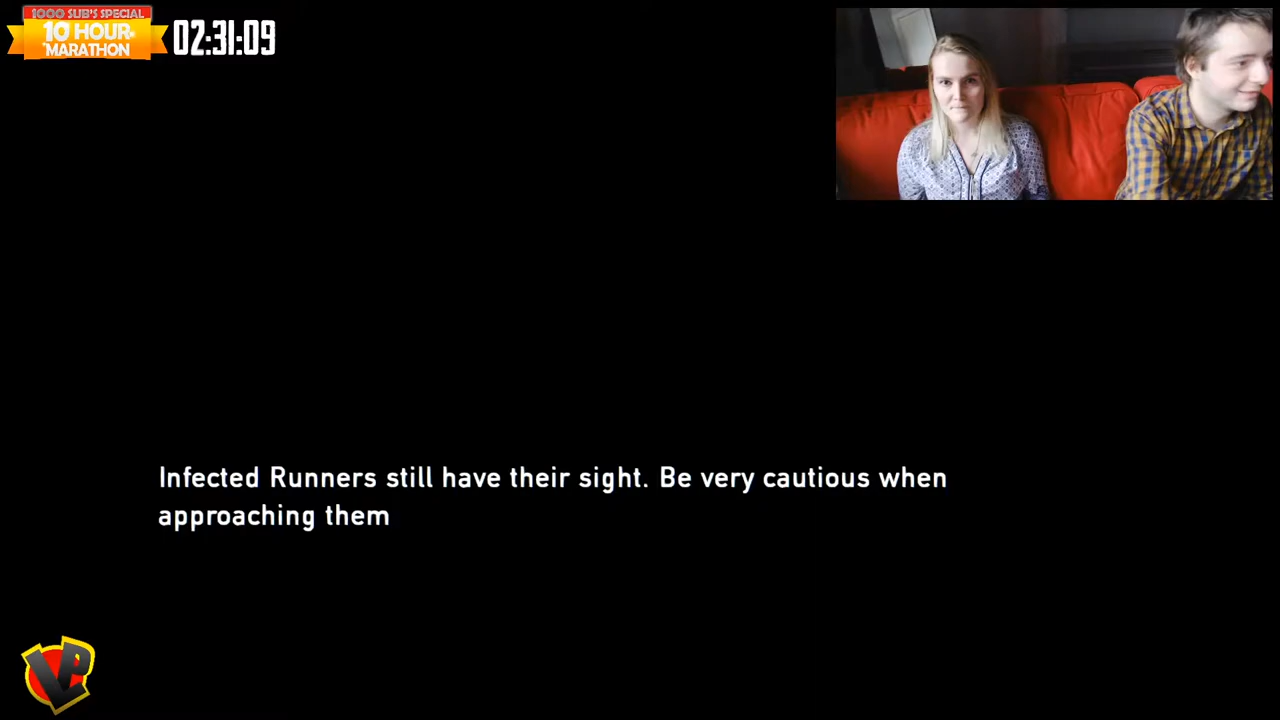 1000 SUB'S SPECIAL
10 HOUR
MARATHON
02:31:09
Infected Runners still have their sight. Be very cautious when
approaching them
LP